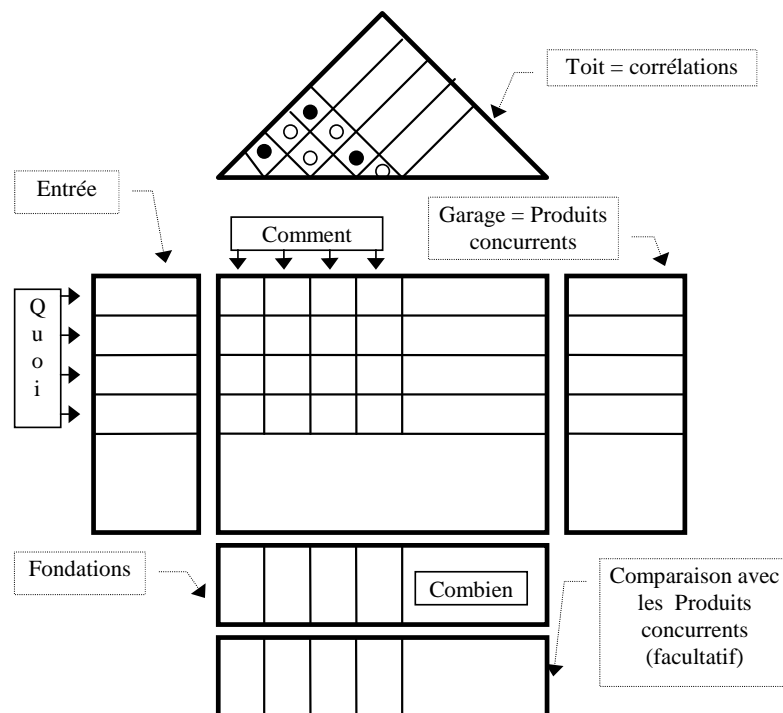 Toit = corrélations
Entrée
Garage = Produits
concurrents
Comment
Q
u
o
i
Fondations
Combien
Comparaison avec
les Produits
concurrents
(facultatif)